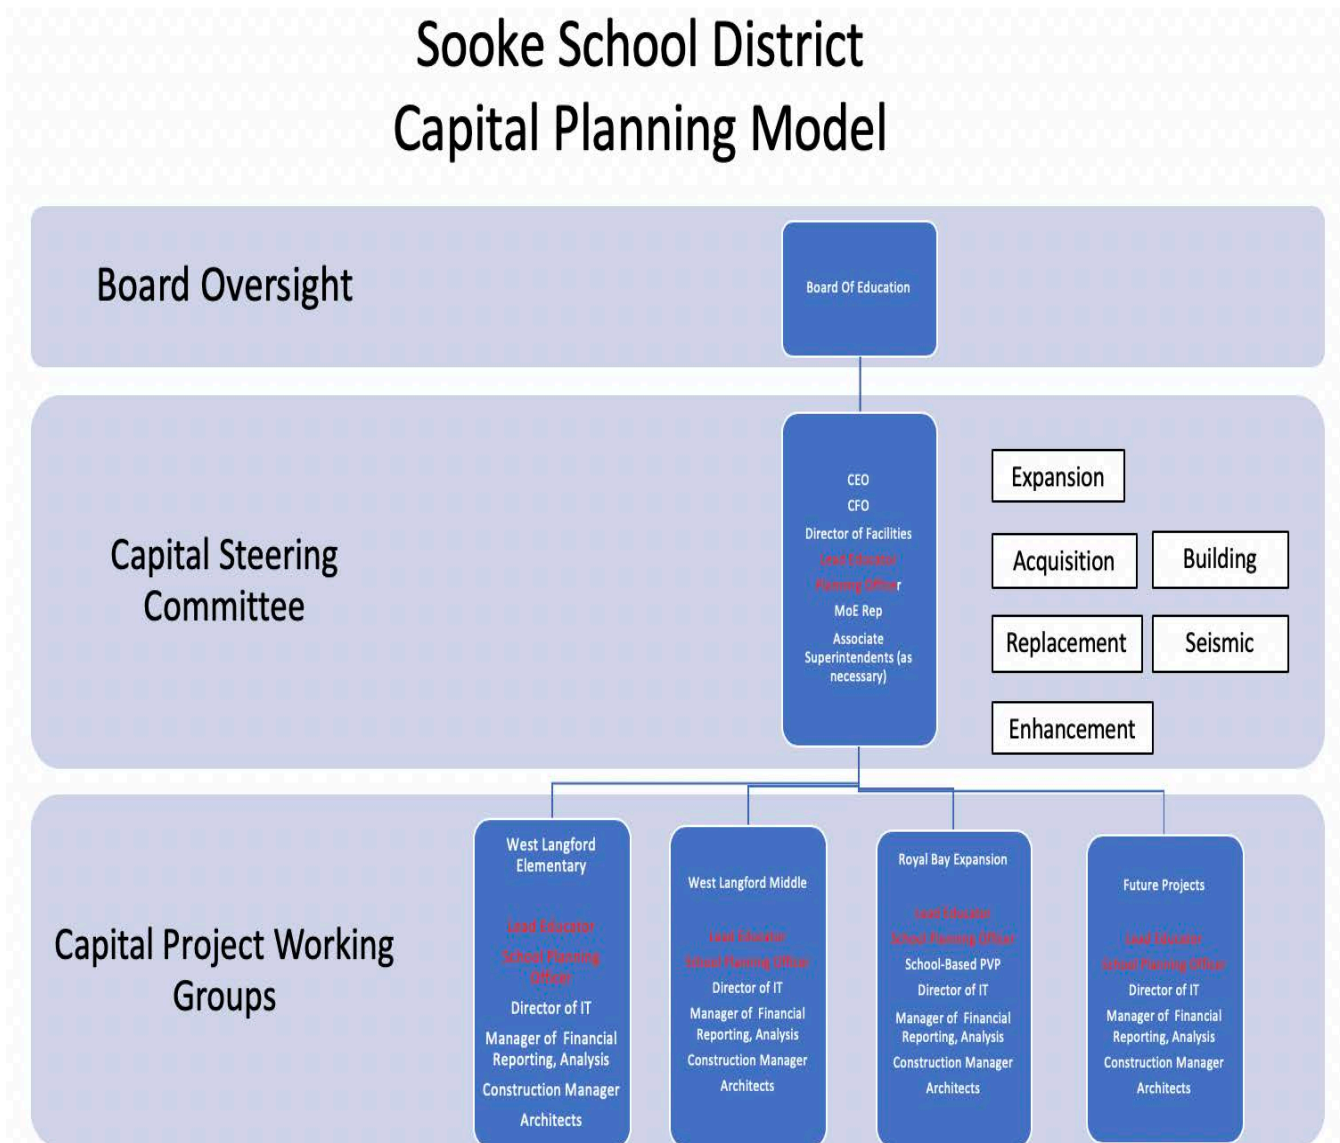 Sooke School District
Capital Planning Model
Board Oversight
Board Of Education
Capital Steering
Committee
CEO
CFO
Director of Facilities
Lead Educator
Planning Officer
MoE Rep
Associate
Superintendents (as
necessary)
Expansion
Acquisition
Building
Replacement
Seismic
Enhancement
Capital Project Working
Groups
West Langford
Elementary
Lead Educator
School Planning
Officer
Director of IT
Manager of Financial
Reporting, Analysis
Construction Manager
Architects
West Langford Middle
Lead Educator
School Planning Officer
Director of IT
Manager of Financial
Reporting, Analysis
Construction Manager
Architects
Royal Bay Expansion
Lead Educator
School Planning Officer
School-Based PVP
Director of IT
Manager of Financial
Reporting, Analysis
Construction Manager
Architects
Future Projects
Lead Educator
School Planning Officer
Director of IT
Manager of Financial
Reporting, Analysis
Construction Manager
Architects